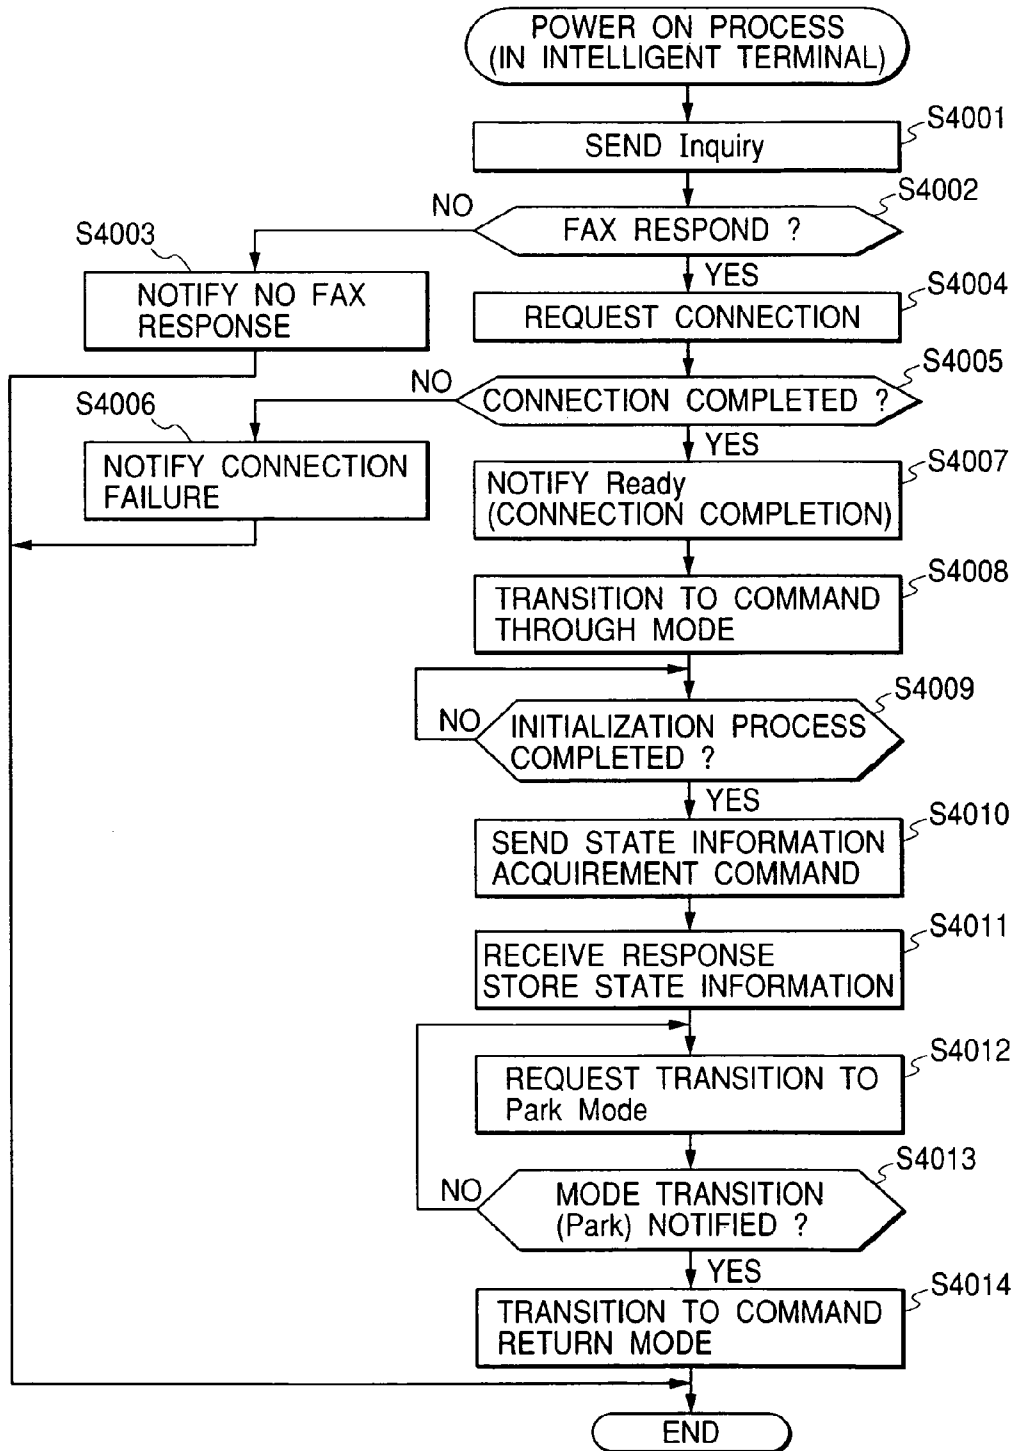 POWER ON PROCESS
(IN INTELLIGENT TERMINAL)
S4001
SEND Inquiry
S4002
NO
FAX RESPOND ?
S4003
YES
NOTIFY NO FAX
RESPONSE
S4004
REQUEST CONNECTION
S4005
NO
CONNECTION COMPLETED ?
S4006
YES
NOTIFY CONNECTION
FAILURE
S4007
NOTIFY Ready
(CONNECTION COMPLETION)
S4008
TRANSITION TO COMMAND
THROUGH MODE
S4009
NO
INITIALIZATION PROCESS
COMPLETED ?
YES
S4010
SEND STATE INFORMATION
ACQUIREMENT COMMAND
S4011
RECEIVE RESPONSE
STORE STATE INFORMATION
S4012
REQUEST TRANSITION TO
Park Mode
S4013
NO
MODE TRANSITION
(Park) NOTIFIED ?
YES
S4014
TRANSITION TO COMMAND
RETURN MODE
END